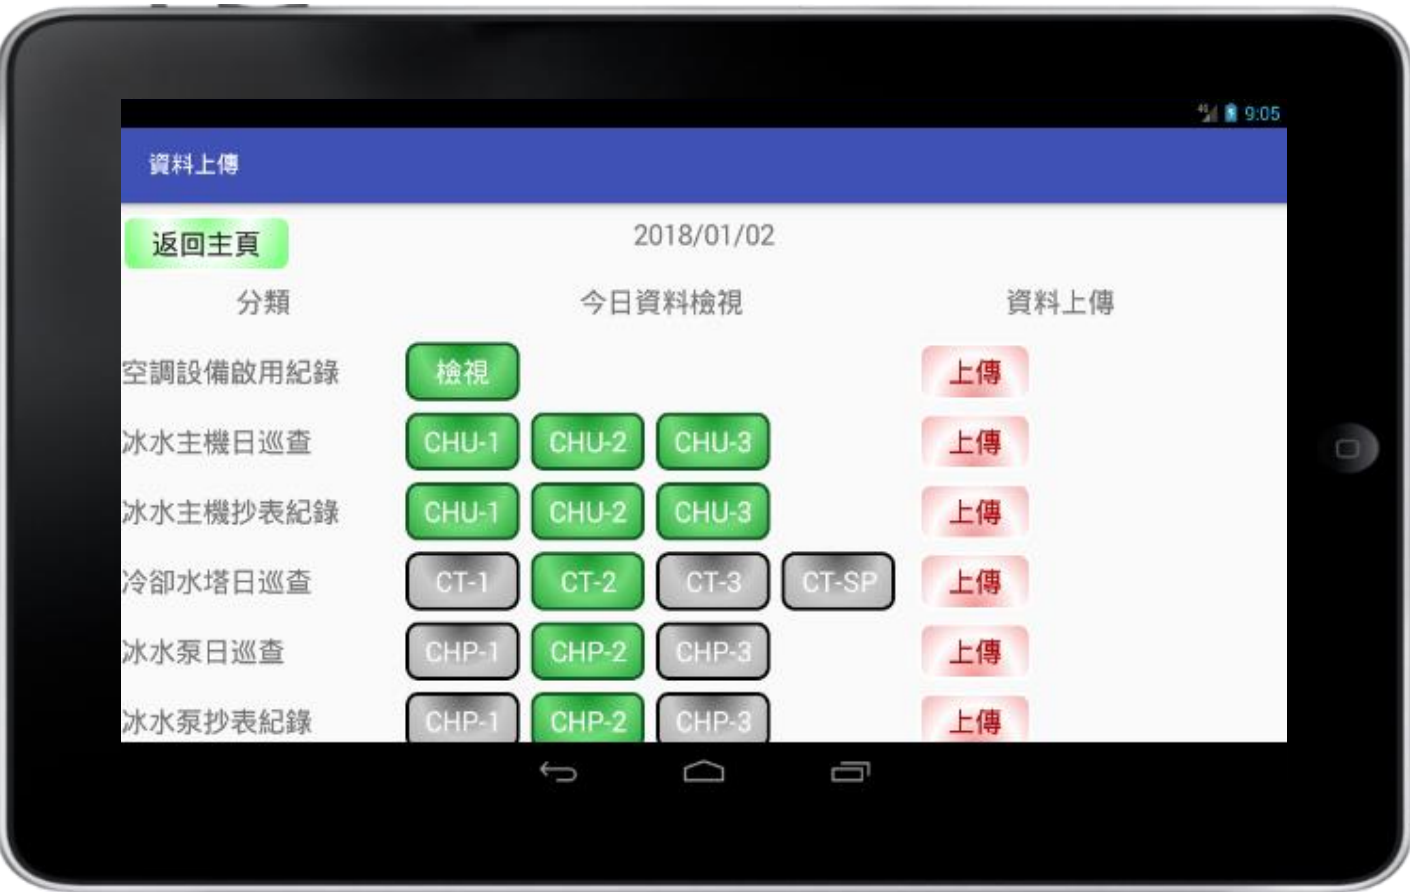 4G 9:05
資料上傳
返回主頁 2018/01/02
分類 今日資料檢視 資料上傳
空調設備啟用紀錄 檢視 上傳
冰水主機日巡查 CHU-1 CHU-2 CHU-3 上傳
冰水主機抄表紀錄 CHU-1 CHU-2 CHU-3 上傳
冷卻水塔日巡查 CT-1 CT-2 CT-3 CT-SP 上傳
冰水泵日巡查 CHP-1 CHP-2 CHP-3 上傳
冰水泵抄表紀錄 CHP-1 CHP-2 CHP-3 上傳